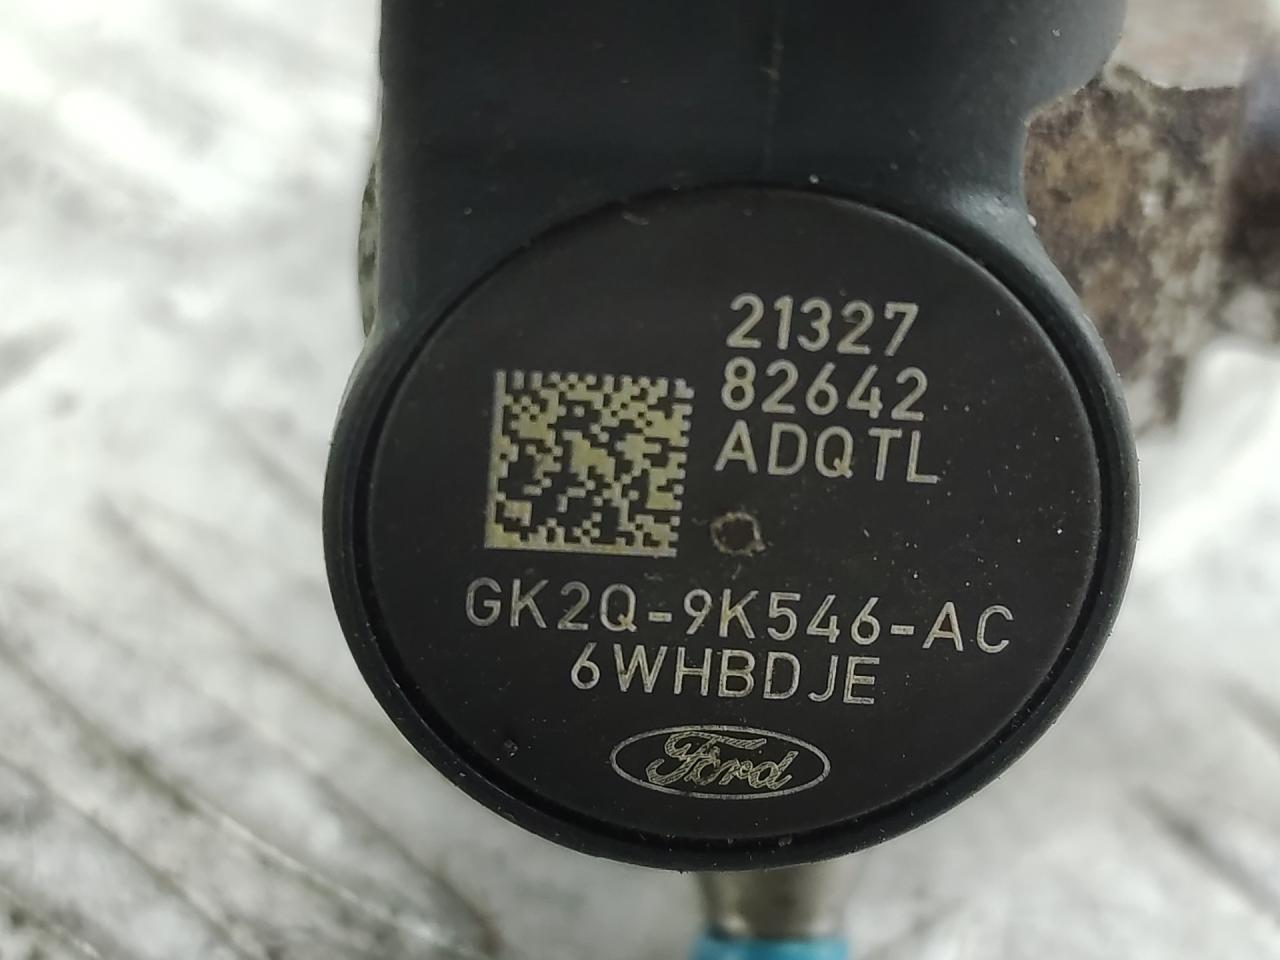 21327
82642
ADQTL
GK2Q-9K546-AC
6WHBDJE
Ford